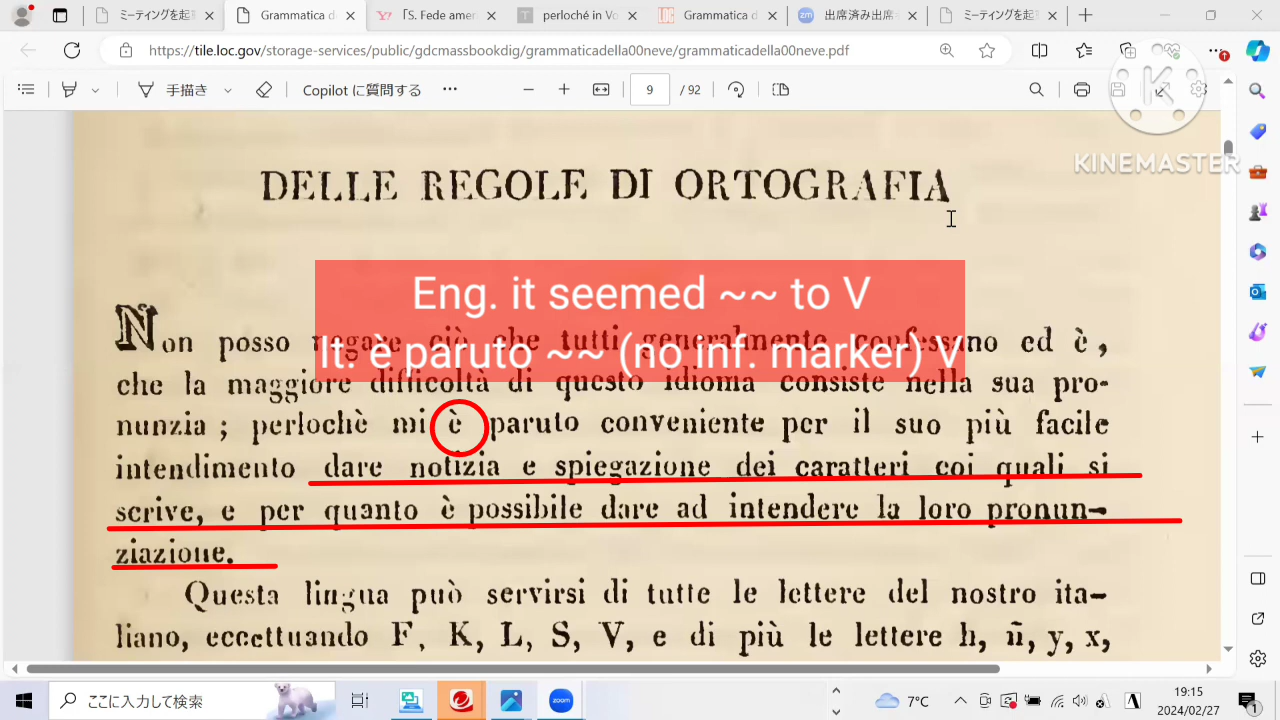 ミーティングを起
Grammatica d
「S. Fede amer
perloché in Vo
Grammatica d
出席済み出席
ミーティングを起
https://tile.loc.gov/storage-services/public/gdcmassbookdig/grammaticadella00neve/grammaticadella00neve.pdf
手描き
Copilot に質問する
9 / 92
KINEMASTER
DELLE REGOLE DI ORTOGRAFIA
Eng. it seemed ~~ to V
It. è paruto ~~ (no inf. marker) V
Non posso negare ciò che tutti generalmente confessano ed è,
che la maggiore difficoltà di questo idioma consiste nella sua pro-
nunzia ; perlochè mi è paruto conveniente per il suo più facile
intendimento dare notizia e spiegazione dei caratteri coi quali si
scrive, e per quanto è possibile dare ad intendere la loro pronun-
ziazione.
Questa lingua può servirsi di tutte le lettere del nostro ita-
liano, eccettuando F, K, L, S, V, e di più le lettere h, ñ, y, x,
ここに入力して検索
zoom
7°C
A
19:15
2024/02/27